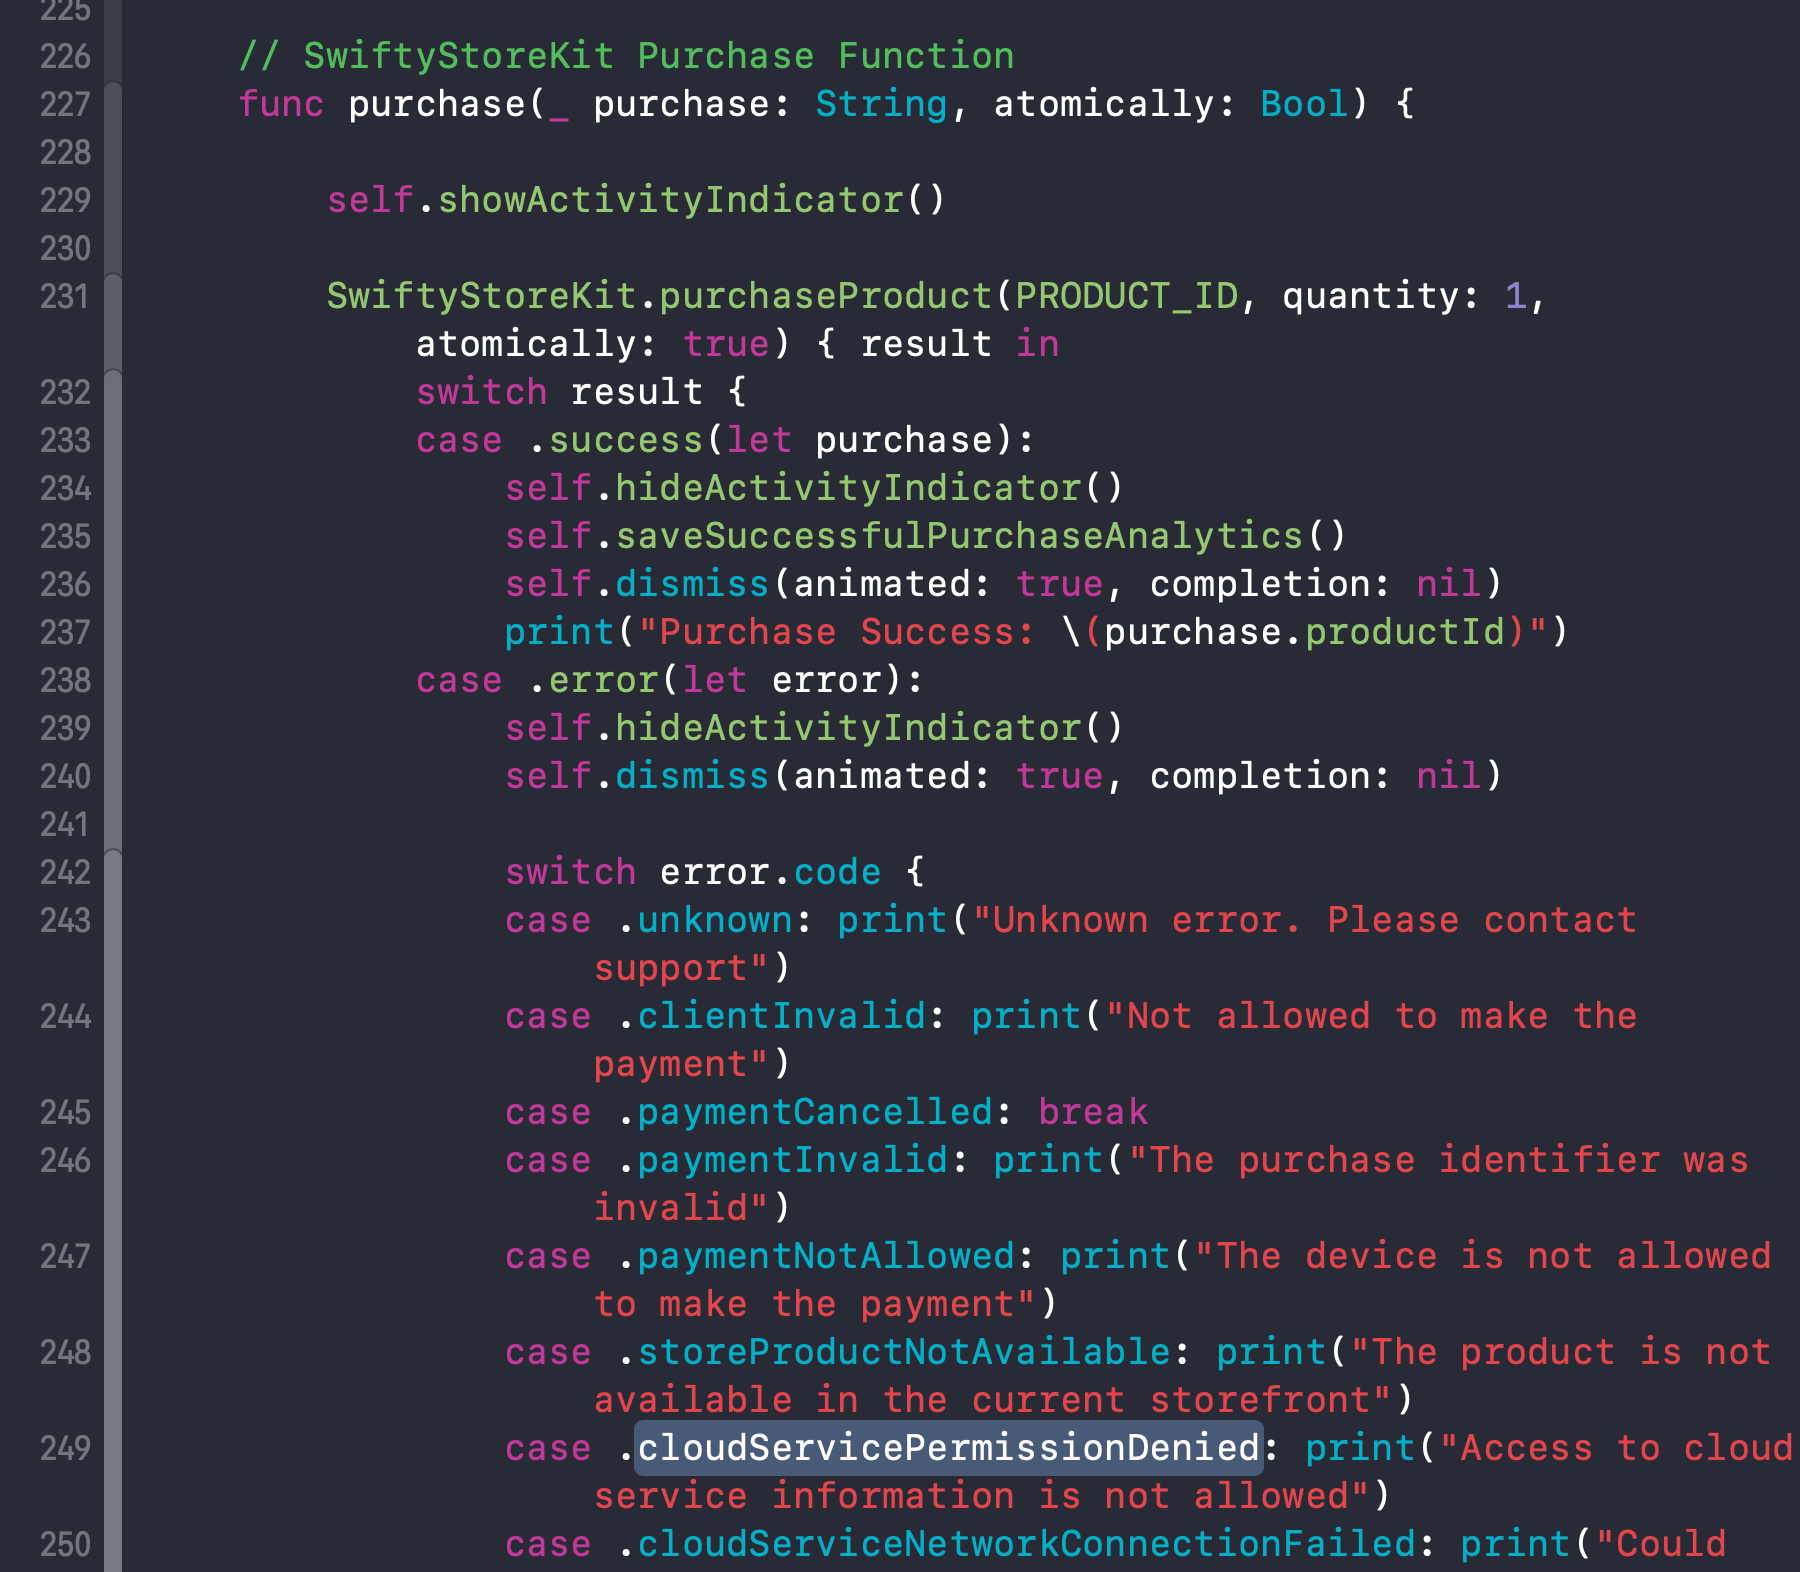 225
226 // SwiftyStoreKit Purchase Function
227 func purchase(_ purchase: String, atomically: Bool) {
228
229 self.showActivityIndicator()
230
231 SwiftyStoreKit.purchaseProduct(PRODUCT_ID, quantity: 1,
atomically: true) { result in
232 switch result {
233 case .success(let purchase):
234 self.hideActivityIndicator()
235 self.saveSuccessfulPurchaseAnalytics()
236 self.dismiss(animated: true, completion: nil)
237 print("Purchase Success: \(purchase.productId)")
238 case .error(let error):
239 self.hideActivityIndicator()
240 self.dismiss(animated: true, completion: nil)
241
242 switch error.code {
243 case .unknown: print("Unknown error. Please contact
support")
244 case .clientInvalid: print("Not allowed to make the
payment")
245 case .paymentCancelled: break
246 case .paymentInvalid: print("The purchase identifier was
invalid")
247 case .paymentNotAllowed: print("The device is not allowed
to make the payment")
248 case .storeProductNotAvailable: print("The product is not
available in the current storefront")
249 case .cloudServicePermissionDenied: print("Access to cloud
service information is not allowed")
250 case .cloudServiceNetworkConnectionFailed: print("Could